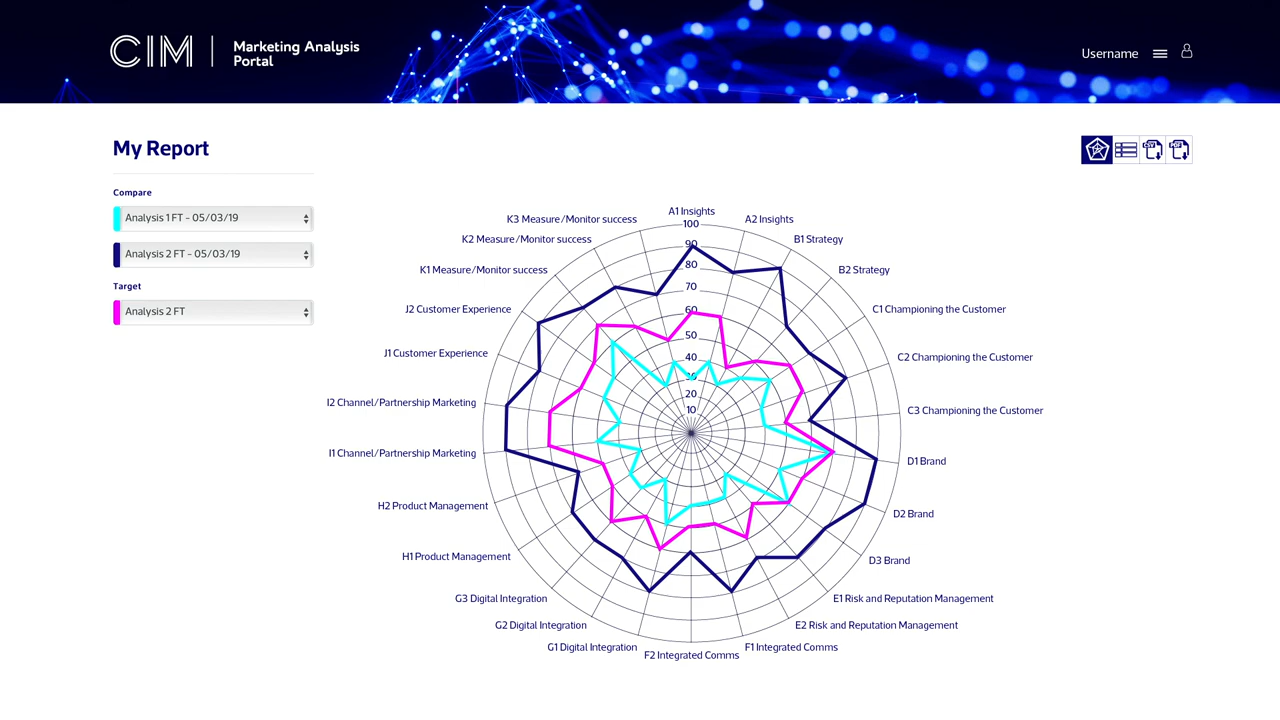 CIM
Marketing Analysis
Portal
Username
My Report
Compare
Analysis 1 FT - 05/03/19
Analysis 2 FT - 05/03/19
Target
Analysis 2 FT
CSV
PDF
A1 Insights
A2 Insights
B1 Strategy
B2 Strategy
C1 Championing the Customer
C2 Championing the Customer
C3 Championing the Customer
D1 Brand
D2 Brand
D3 Brand
E1 Risk and Reputation Management
E2 Risk and Reputation Management
F1 Integrated Comms
F2 Integrated Comms
G1 Digital Integration
G2 Digital Integration
G3 Digital Integration
H1 Product Management
H2 Product Management
I1 Channel/Partnership Marketing
I2 Channel/Partnership Marketing
J1 Customer Experience
J2 Customer Experience
K1 Measure/Monitor success
K2 Measure/Monitor success
K3 Measure/Monitor success
100
90
80
70
60
50
40
30
20
10